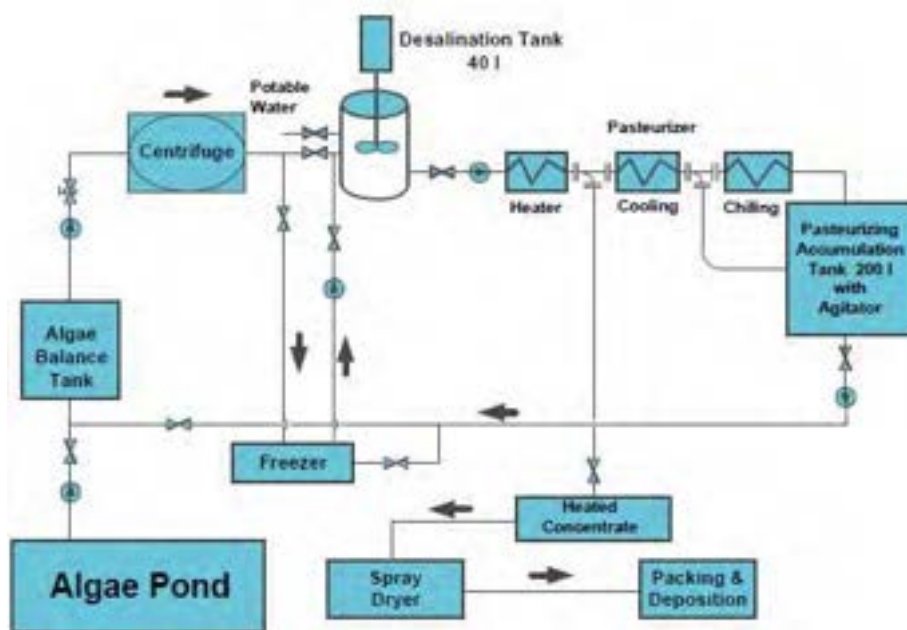 Desalination Tank
40 l
Potable
Water
Centrifuge
Pasteurizer
Heater
Cooling
Chilling
Pasteurizing
Accumulation
Tank 200 l
with
Agitator
Algae
Balance
Tank
Freezer
Heated
Concentrate
Algae Pond
Spray
Dryer
Packing &
Deposition